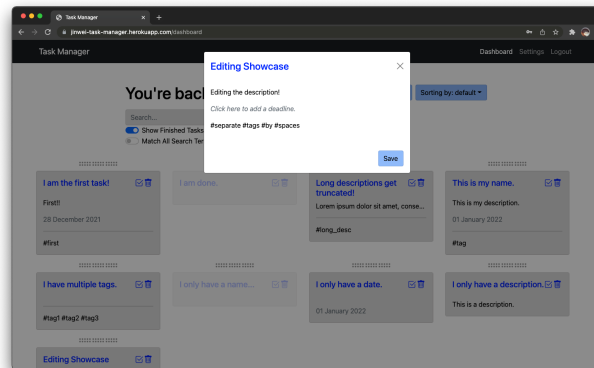 Task Manager
jinwei-task-manager.herokuapp.com/dashboard
Task Manager
Dashboard Settings Logout
Editing Showcase
Editing the description!
Click here to add a deadline.
#separate #tags #by #spaces
Save
You're bac
Sorting by: default
Search...
Show Finished Tasks
Match All Search Ter
I am the first task!
First!!
28 December 2021
#first
I am done.
Long descriptions get truncated!
Lorem ipsum dolor sit amet, conse...
#long_desc
This is my name.
This is my description.
01 January 2022
#tag
I have multiple tags.
#tag1 #tag2 #tag3
I only have a name...
I only have a date.
01 January 2022
I only have a description.
This is a description.
Editing Showcase